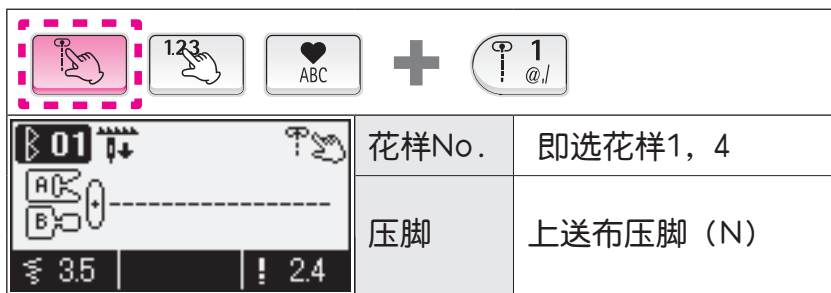 1.2.3
ABC
1
@./
01
花样No.
即选花样1，4
A
B
压脚
上送布压脚（N）
3.5
! 2.4